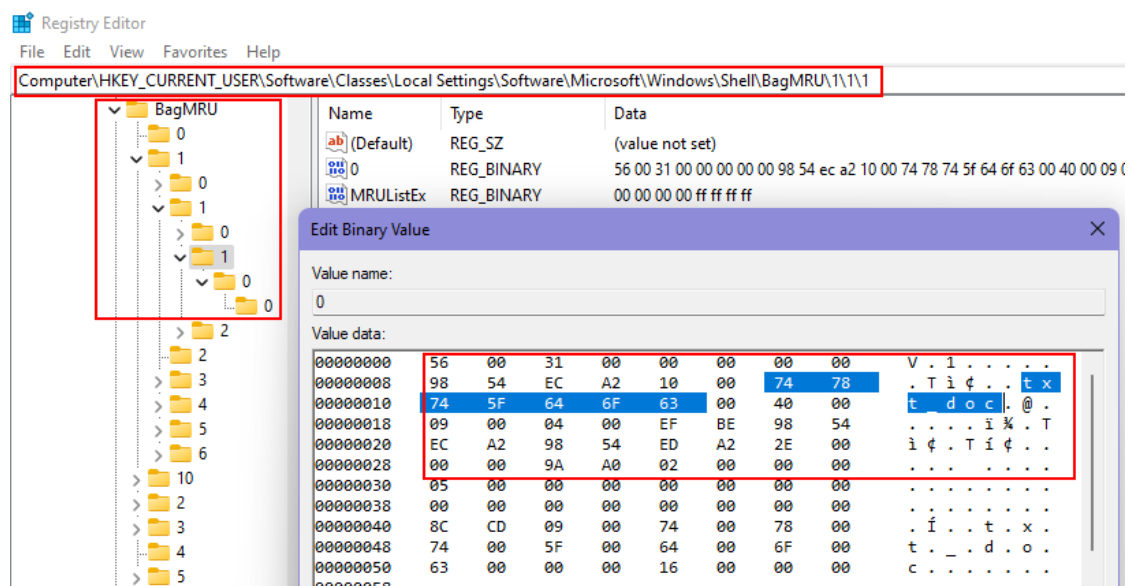 Registry Editor
File Edit View Favorites Help
Computer\HKEY_CURRENT_USER\Software\Classes\Local Settings\Software\Microsoft\Windows\Shell\BagMRU\1\1\1
BagMRU
0
1
0
1
0
1
0
0
2
2
3
4
5
6
10
2
3
4
5
Name Type Data
ab (Default) REG_SZ (value not set)
0 REG_BINARY 56 00 31 00 00 00 00 00 98 54 ec a2 10 00 74 78 74 5f 64 6f 63 00 40 00 09 0
MRUListEx REG_BINARY 00 00 00 00 ff ff ff ff
Edit Binary Value
Value name:
0
Value data:
00000000 56 00 31 00 00 00 00 00 V . 1 . . . . .
00000008 98 54 EC A2 10 00 74 78 . T ì ¢ . . t x
00000010 74 5F 64 6F 63 00 40 00 t _ d o c . @ .
00000018 09 00 04 00 EF BE 98 54 . . . . ï ¾ . T
00000020 EC A2 98 54 ED A2 2E 00 ì ¢ . T í ¢ . .
00000028 00 00 9A A0 02 00 00 00 . . .   . . . .
00000030 05 00 00 00 00 00 00 00 . . . . . . . .
00000038 00 00 00 00 00 00 00 00 . . . . . . . .
00000040 8C CD 09 00 74 00 78 00 . Í . . t . x .
00000048 74 00 5F 00 64 00 6F 00 t . _ . d . o .
00000050 63 00 00 00 16 00 00 00 c . . . . . . .